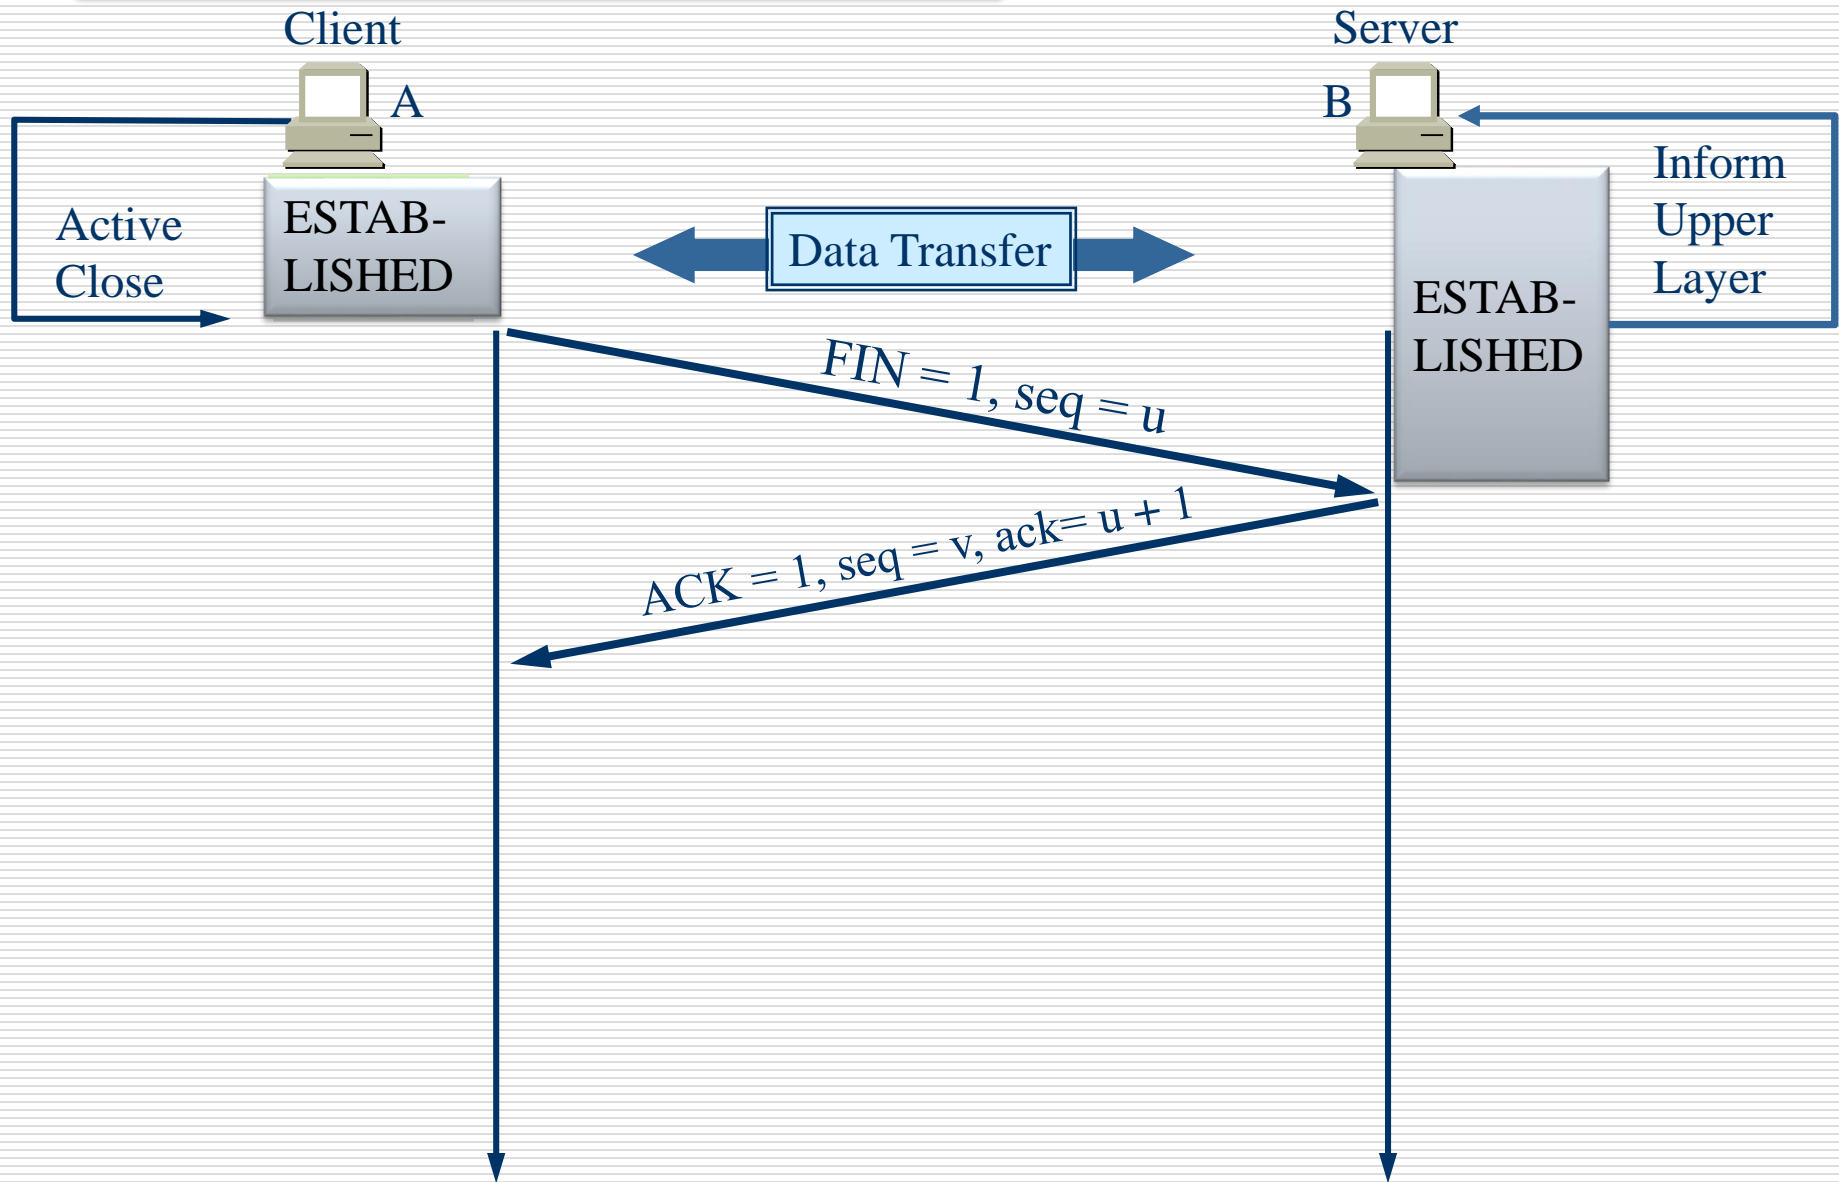 Client
Server
A
B
Active
Close
ESTAB-
LISHED
Data Transfer
Inform
Upper
Layer
ESTAB-
LISHED
FIN = 1, seq = u
ACK = 1, seq = v, ack= u + 1